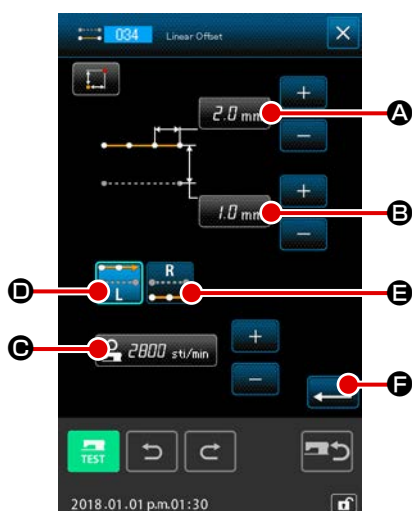 034 Linear Offset
2.0 mm
A
1.0 mm
B
D
L
R
E
C
2800 sti/min
F
TEST
2018.01.01 p.m.01:30